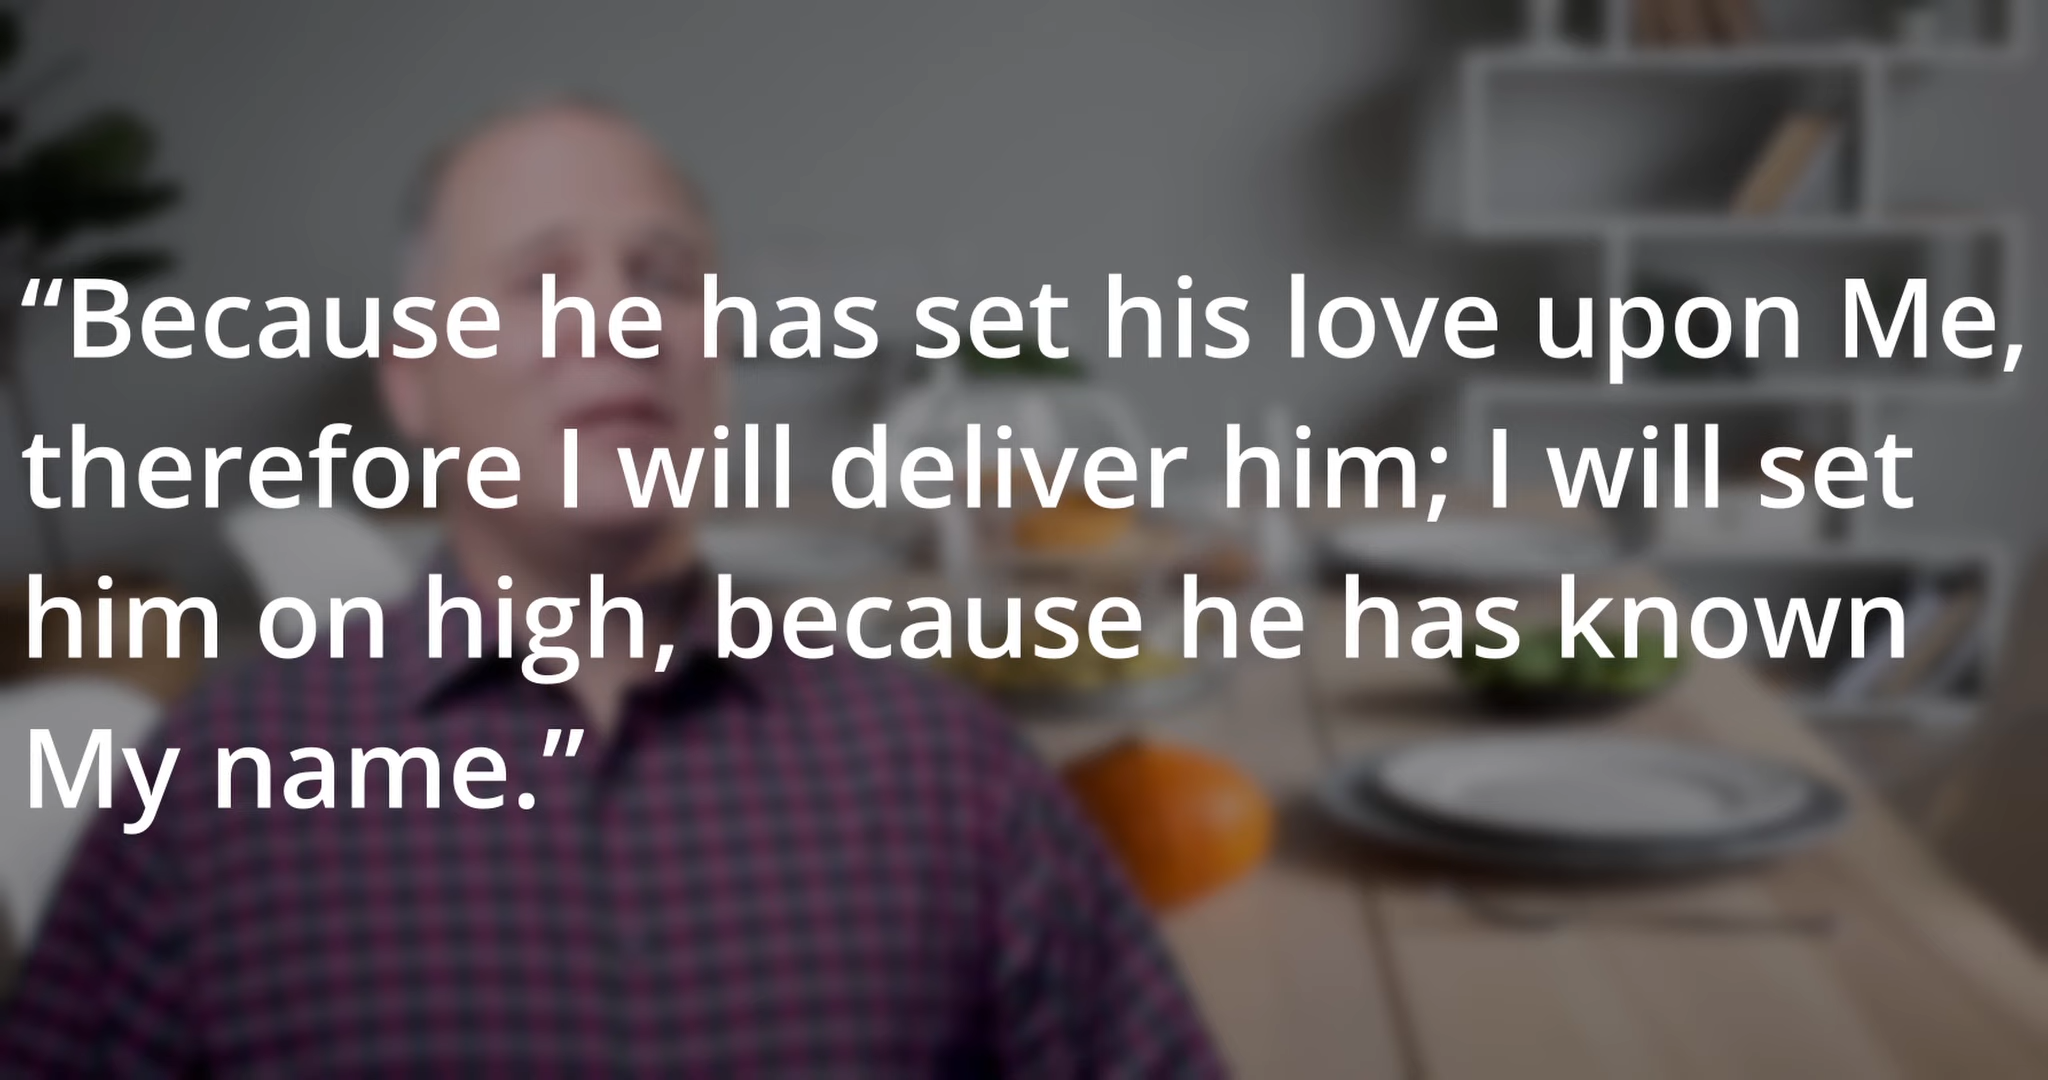 “Because he has set his love upon Me,
therefore I will deliver him; I will set
him on high, because he has known
My name.”